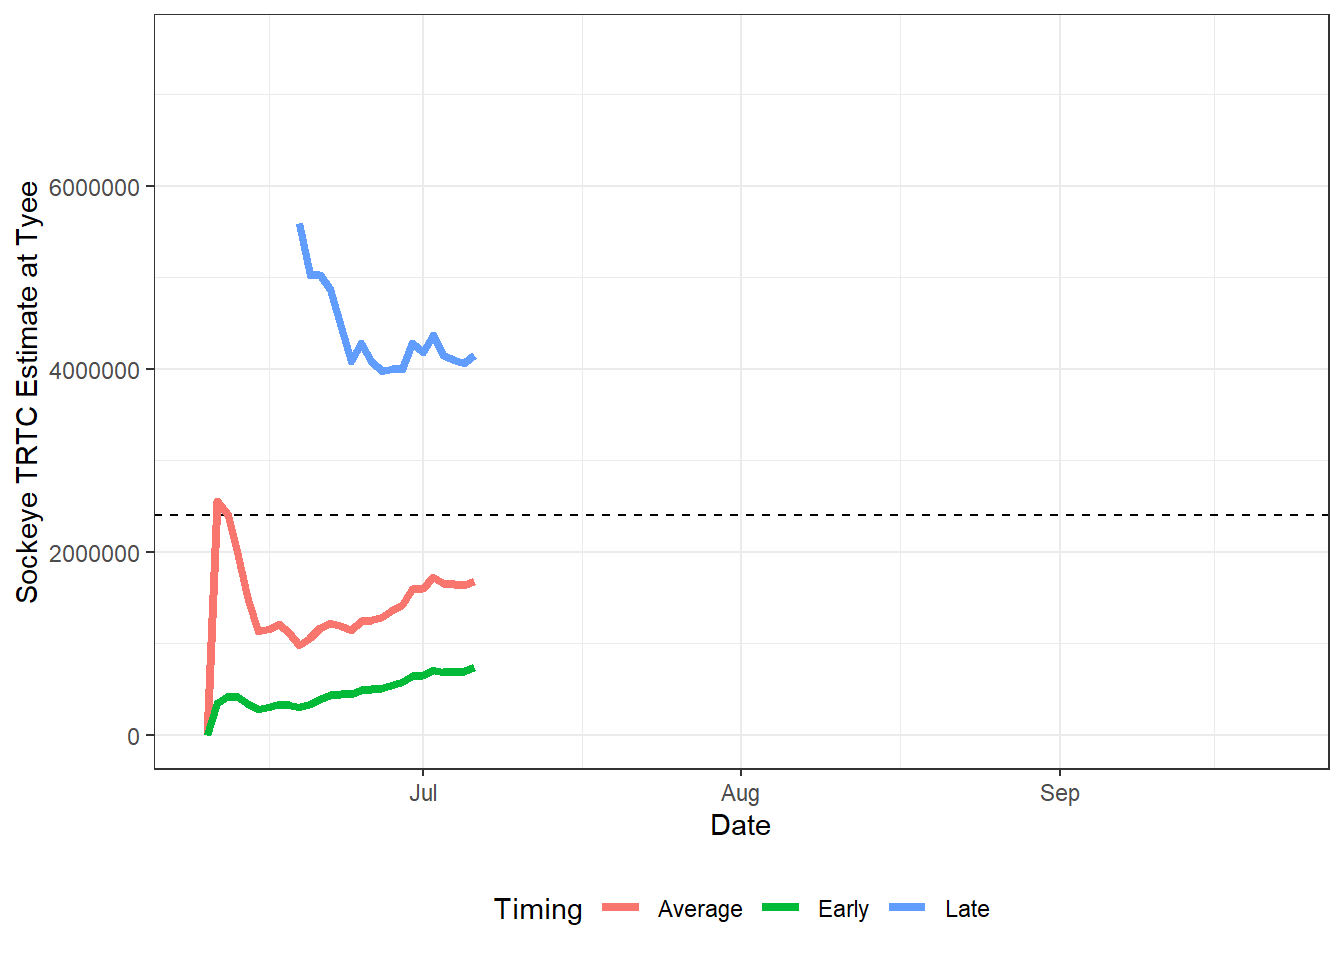 Sockeye TRTC Estimate at Tyee
6000000
4000000
2000000
0
Jul Aug Sep
Date
Timing Average Early Late